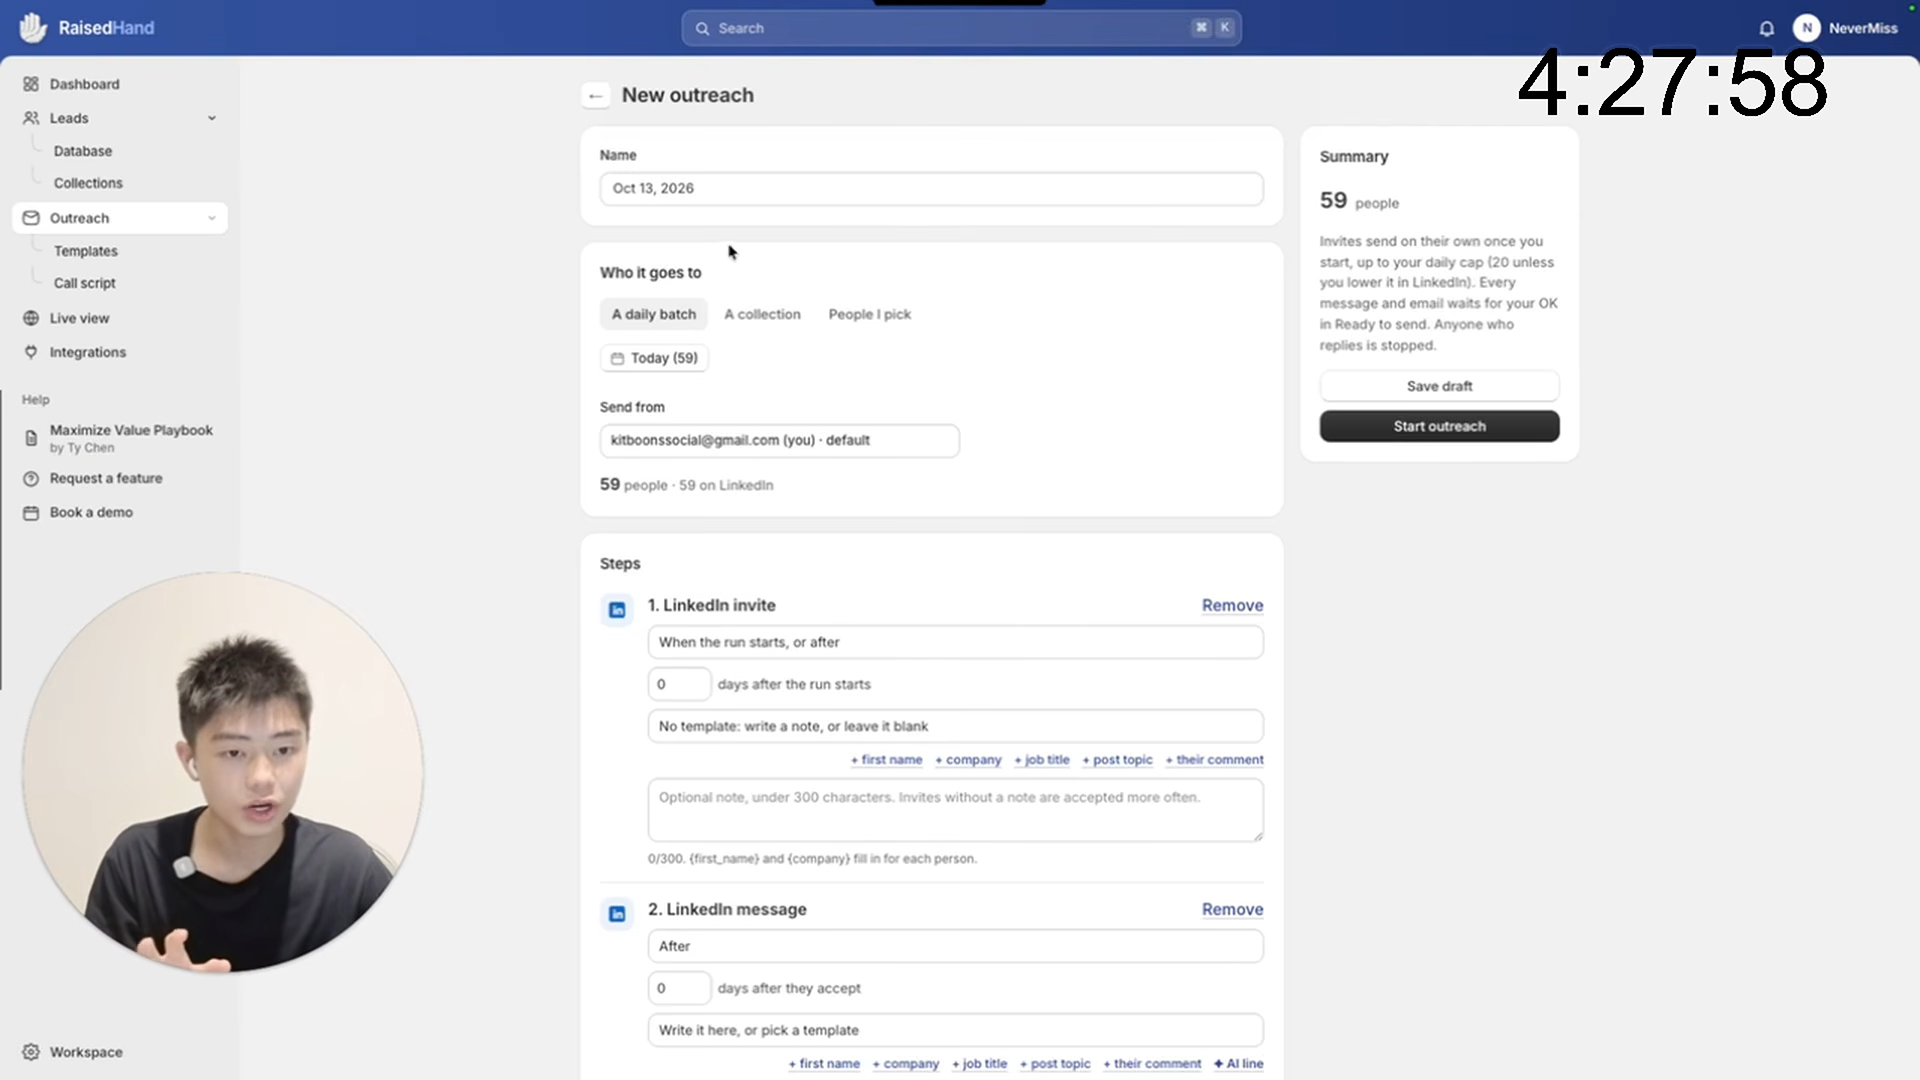 RaisedHand
Search
⌘ K
N
NeverMiss
4:27:58
Dashboard
Leads
Database
Collections
Outreach
Templates
Call script
Live view
Integrations
Help
Maximize Value Playbook
by Ty Chen
Request a feature
Book a demo
Workspace
← New outreach
Name
Oct 13, 2026
Who it goes to
A daily batch
A collection
People I pick
Today (59)
Send from
kitboonssocial@gmail.com (you) · default
59 people · 59 on LinkedIn
Steps
in
1. LinkedIn invite
Remove
When the run starts, or after
0
days after the run starts
No template: write a note, or leave it blank
+ first name + company + job title + post topic + their comment
Optional note, under 300 characters. Invites without a note are accepted more often.
0/300. {first_name} and {company} fill in for each person.
in
2. LinkedIn message
Remove
After
0
days after they accept
Write it here, or pick a template
+ first name + company + job title + post topic + their comment ✦ AI line
Summary
59 people
Invites send on their own once you
start, up to your daily cap (20 unless
you lower it in LinkedIn). Every
message and email waits for your OK
in Ready to send. Anyone who
replies is stopped.
Save draft
Start outreach